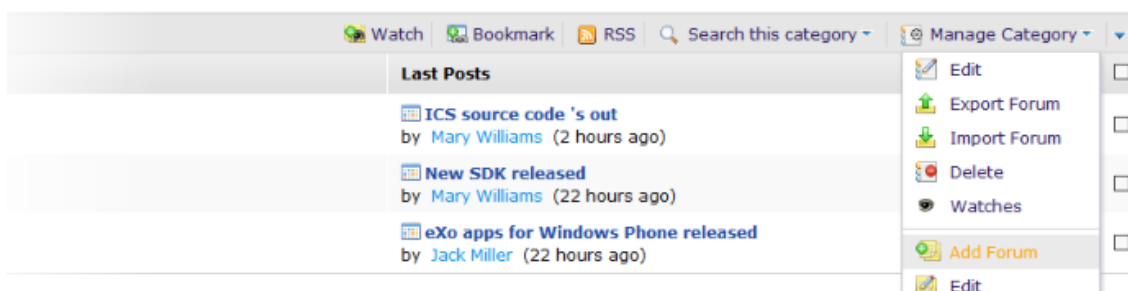 Watch Bookmark RSS Search this category Manage Category
Last Posts
ICS source code 's out
by Mary Williams (2 hours ago)
New SDK released
by Mary Williams (22 hours ago)
eXo apps for Windows Phone released
by Jack Miller (22 hours ago)
Edit
Export Forum
Import Forum
Delete
Watches
Add Forum
Edit